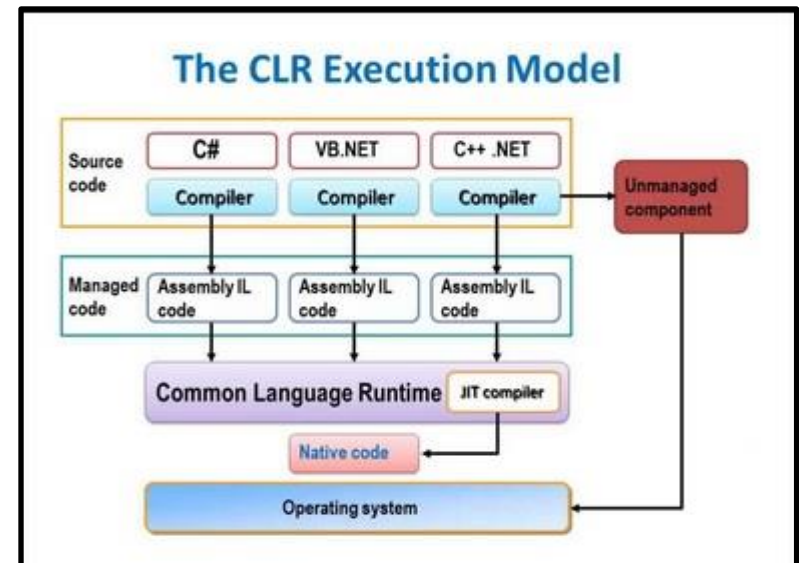 The CLR Execution Model
Source
code
C#
VB.NET
C++ .NET
Compiler
Compiler
Compiler
Unmanaged
component
Managed
code
Assembly IL
code
Assembly IL
code
Assembly IL
code
Common Language Runtime
JIT compiler
Native code
Operating system